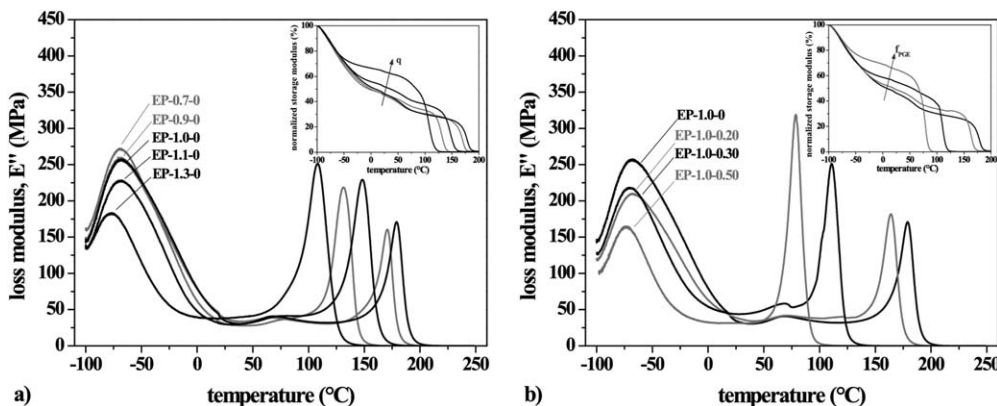 450
400
350
300
250
200
150
100
50
0
loss modulus, E'' (MPa)
-100 -50 0 50 100 150 200 250
temperature (°C)
a)
EP-0.7-0
EP-0.9-0
EP-1.0-0
EP-1.1-0
EP-1.3-0
100
80
60
40
20
0
normalized storage modulus (%)
-100 -50 0 50 100 150 200
temperature (°C)
q
450
400
350
300
250
200
150
100
50
0
loss modulus, E'' (MPa)
-100 -50 0 50 100 150 200 250
temperature (°C)
b)
EP-1.0-0
EP-1.0-0.20
EP-1.0-0.30
EP-1.0-0.50
100
80
60
40
20
0
normalized storage modulus (%)
-100 -50 0 50 100 150 200
temperature (°C)
fPGE